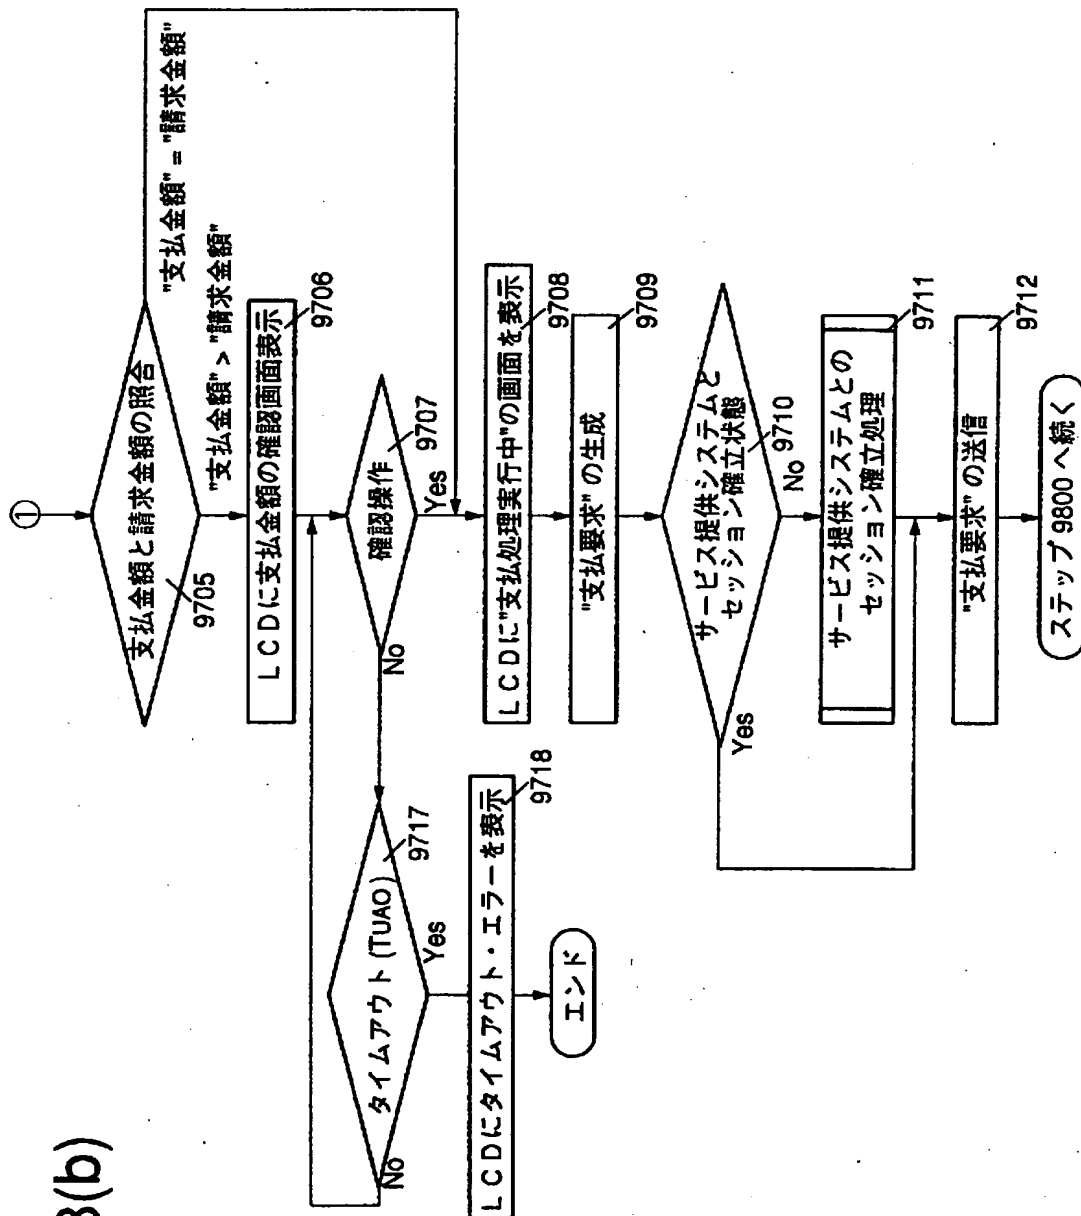 3(b)
①
支払金額と請求金額の照合
9705
"支払金額" = "請求金額"
"支払金額" > "請求金額"
LCDに支払金額の確認画面表示
9706
確認操作
9707
Yes
No
タイムアウト(TUAO)
9717
No
Yes
LCDにタイムアウト・エラーを表示
9718
エンド
LCDに"支払処理実行中"の画面を表示
9708
"支払要求"の生成
9709
サービス提供システムと
セッション確立状態
9710
Yes
No
サービス提供システムとの
セッション確立処理
9711
"支払要求"の送信
9712
ステップ 9800 へ続く